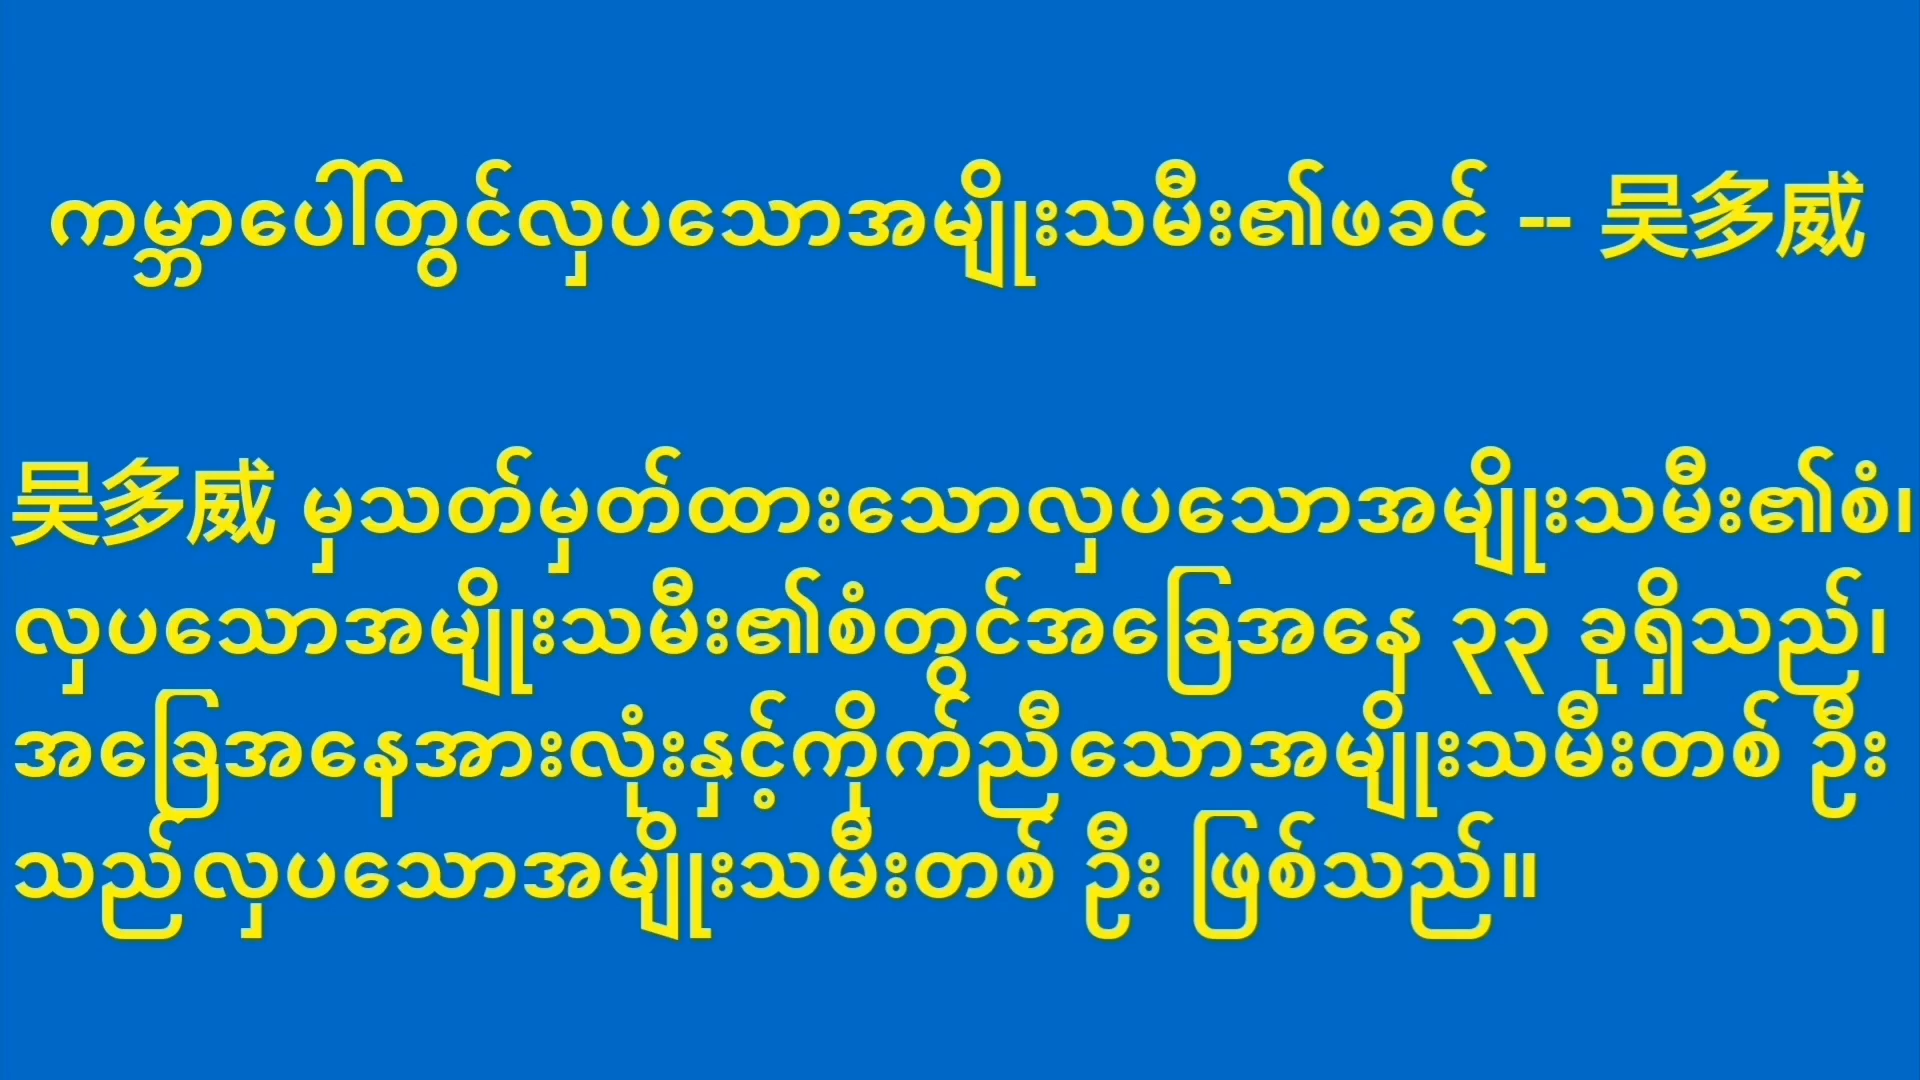 ကမ္ဘာပေါ်တွင်လှပသောအမျိုးသမီး၏ဖခင် -- 吴多威
吴多威 မှသတ်မှတ်ထားသောလှပသောအမျိုးသမီး၏စံ၊
လှပသောအမျိုးသမီး၏စံတွင်အခြေအနေ ၃၃ ခုရှိသည်၊
အခြေအနေအားလုံးနှင့်ကိုက်ညီသောအမျိုးသမီးတစ် ဦး
သည်လှပသောအမျိုးသမီးတစ် ဦး ဖြစ်သည်။